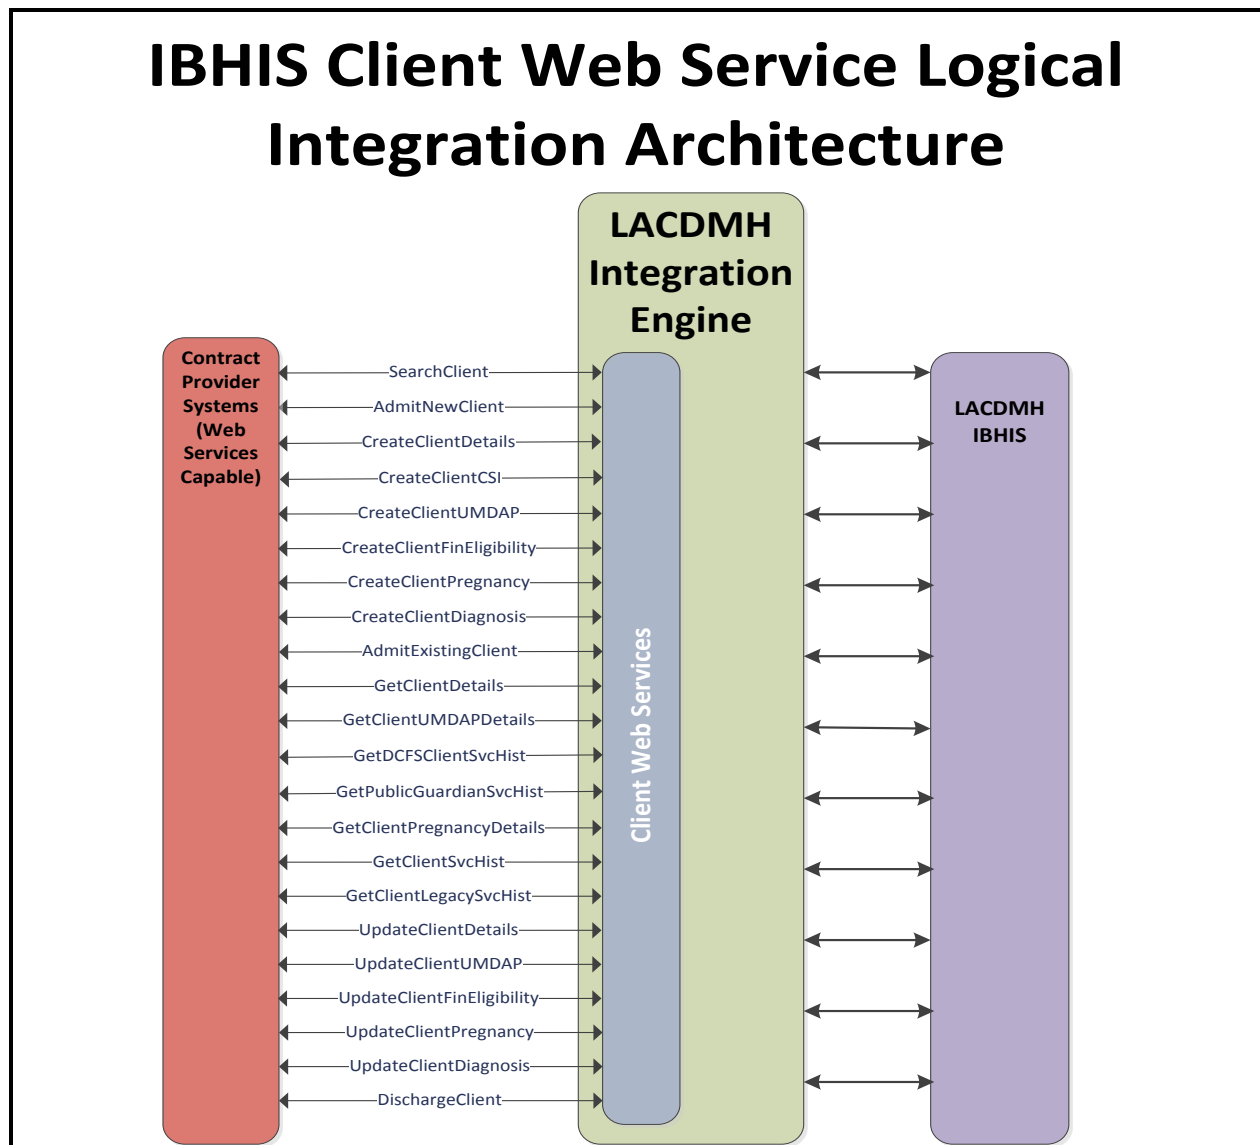 IBHIS Client Web Service Logical
Integration Architecture
LACDMH
Integration
Engine
Contract
Provider
Systems
(Web
Services
Capable)
SearchClient
AdmitNewClient
CreateClientDetails
CreateClientCSI
CreateClientUMDAP
CreateClientFinEligibility
CreateClientPregnancy
CreateClientDiagnosis
AdmitExistingClient
GetClientDetails
GetClientUMDAPDetails
GetDCFSClientSvcHist
GetPublicGuardianSvcHist
GetClientPregnancyDetails
GetClientSvcHist
GetClientLegacySvcHist
UpdateClientDetails
UpdateClientUMDAP
UpdateClientFinEligibility
UpdateClientPregnancy
UpdateClientDiagnosis
DischargeClient
Client Web Services
LACDMH
IBHIS